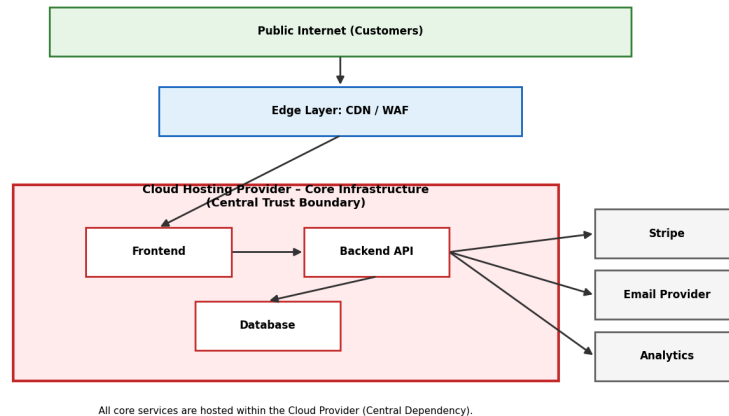 Public Internet (Customers)
Edge Layer: CDN / WAF
Cloud Hosting Provider – Core Infrastructure
(Central Trust Boundary)
Frontend
Backend API
Stripe
Email Provider
Database
Analytics
All core services are hosted within the Cloud Provider (Central Dependency).